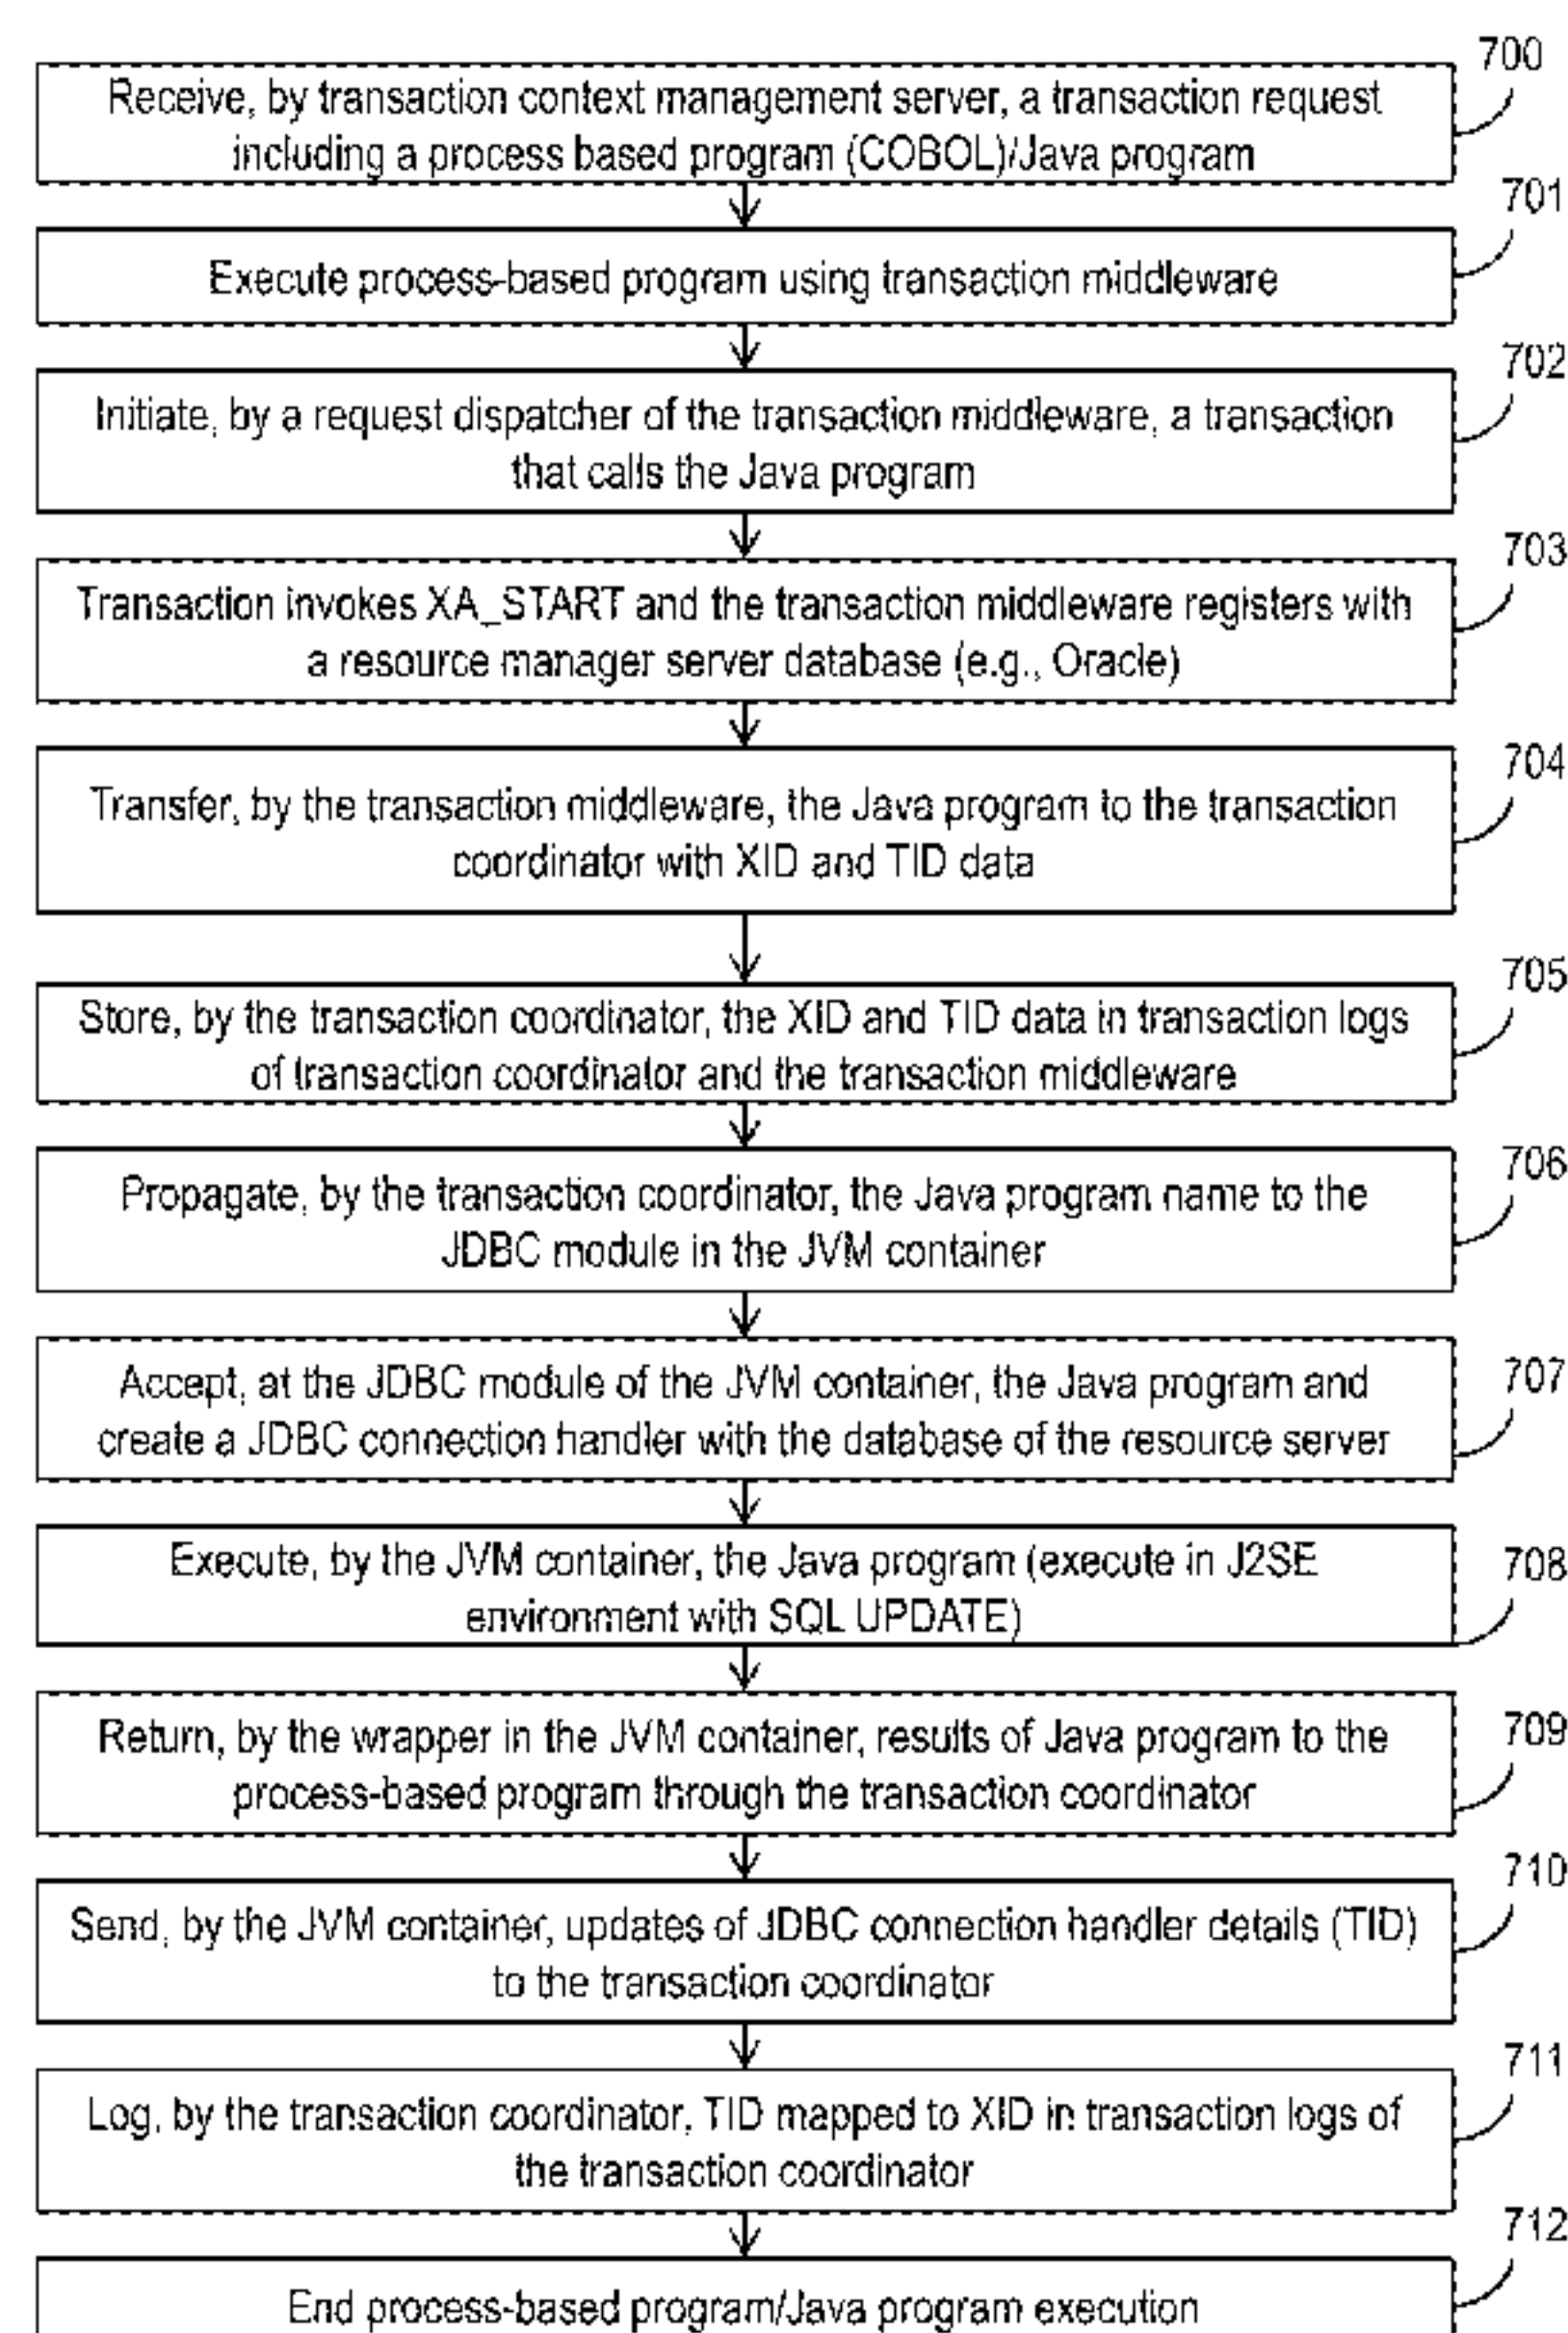 700
Receive, by transaction context management server, a transaction request
including a process based program (COBOL)/Java program
701
Execute process-based program using transaction middleware
702
Initiate, by a request dispatcher of the transaction middleware, a transaction
that calls the Java program
703
Transaction invokes XA_START and the transaction middleware registers with
a resource manager server database (e.g., Oracle)
704
Transfer, by the transaction middleware, the Java program to the transaction
coordinator with XID and TID data
705
Store, by the transaction coordinator, the XID and TID data in transaction logs
of transaction coordinator and the transaction middleware
706
Propagate, by the transaction coordinator, the Java program name to the
JDBC module in the JVM container
707
Accept, at the JDBC module of the JVM container, the Java program and
create a JDBC connection handler with the database of the resource server
708
Execute, by the JVM container, the Java program (execute in J2SE
environment with SQL UPDATE)
709
Return, by the wrapper in the JVM container, results of Java program to the
process-based program through the transaction coordinator
710
Send, by the JVM container, updates of JDBC connection handler details (TID)
to the transaction coordinator
711
Log, by the transaction coordinator, TID mapped to XID in transaction logs of
the transaction coordinator
712
End process-based program/Java program execution